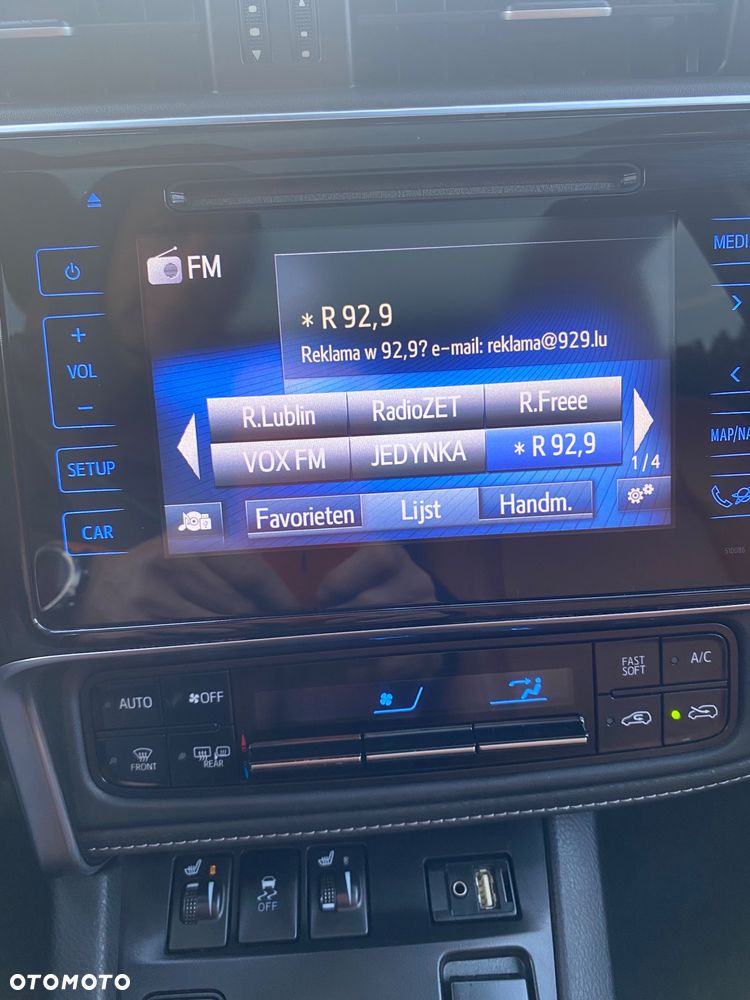 FM
MEDI
* R 92,9
Reklama w 92,9? e-mail: reklama@929.lu
+
VOL
-
R.Lublin
RadioZET
R.Freee
VOX FM
JEDYNKA
* R 92,9
1/4
MAP/NA
SETUP
Favorieten
Lijst
Handm.
CAR
510086
AUTO
OFF
FAST
SOFT
A/C
FRONT
REAR
OFF
OTOMOTO